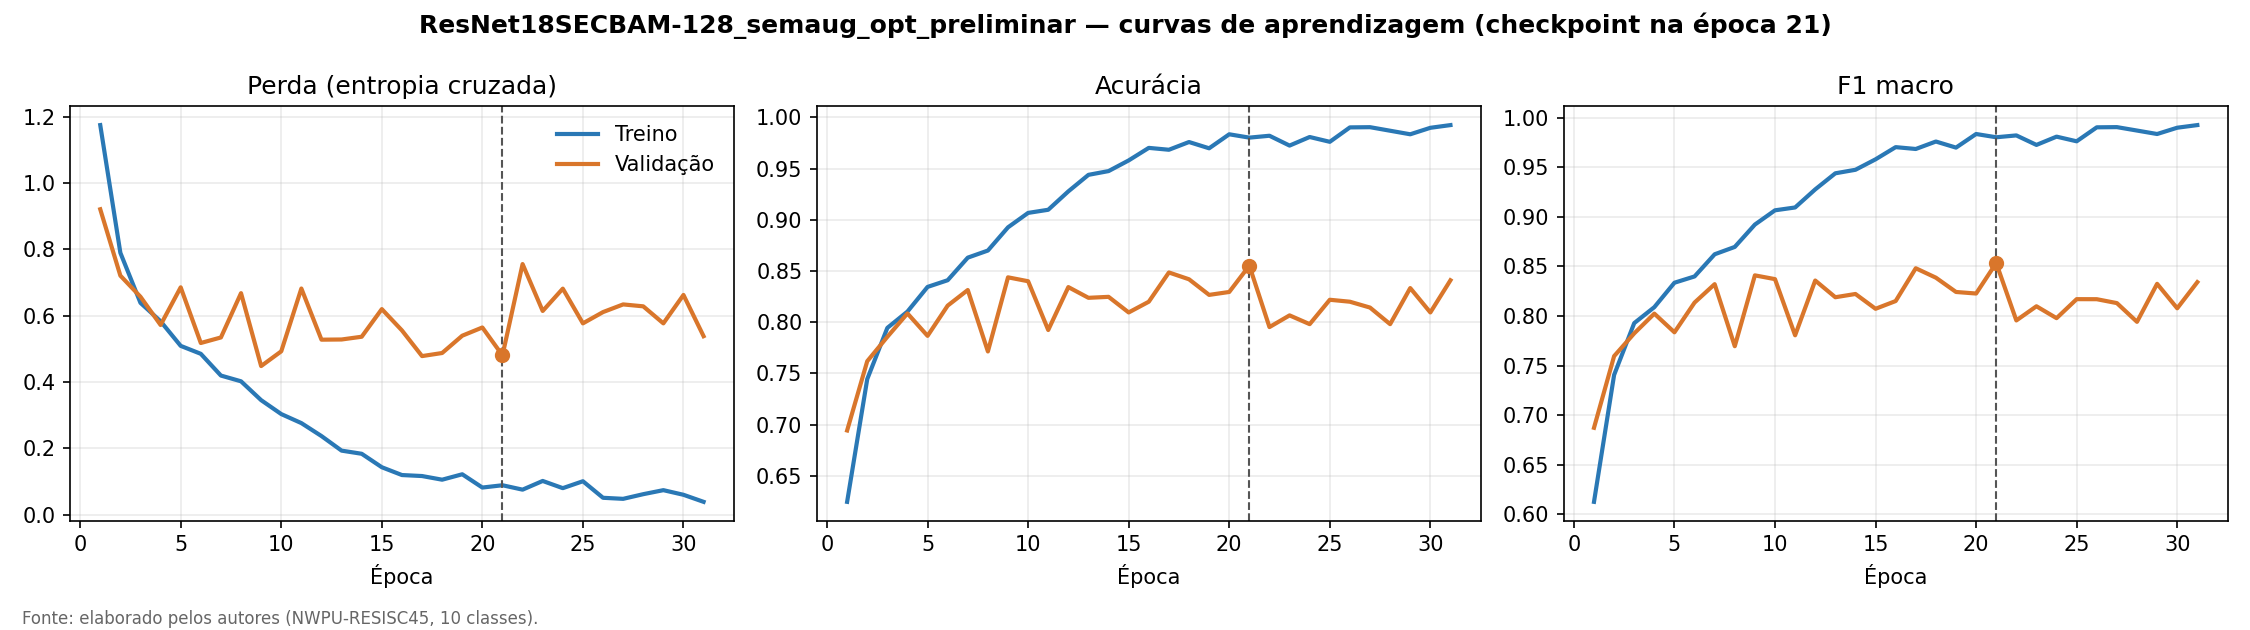 ResNet18SECBAM-128_semaug_opt_preliminar — curvas de aprendizagem (checkpoint na época 21)
Perda (entropia cruzada)
1.2
1.0
0.8
0.6
0.4
0.2
0.0
Treino
Validação
0 5 10 15 20 25 30
Época
Acurácia
1.00
0.95
0.90
0.85
0.80
0.75
0.70
0.65
0 5 10 15 20 25 30
Época
F1 macro
1.00
0.95
0.90
0.85
0.80
0.75
0.70
0.65
0.60
0 5 10 15 20 25 30
Época
Fonte: elaborado pelos autores (NWPU-RESISC45, 10 classes).